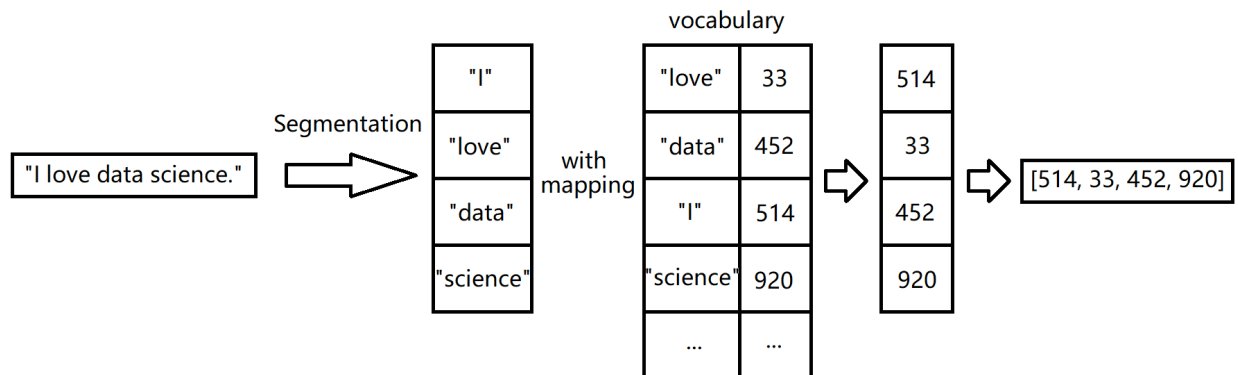 "I love data science."
Segmentation
"I"
"love"
"data"
"science"
with
mapping
vocabulary
"love" 33
"data" 452
"I" 514
"science" 920
... ...
514
33
452
920
[514, 33, 452, 920]